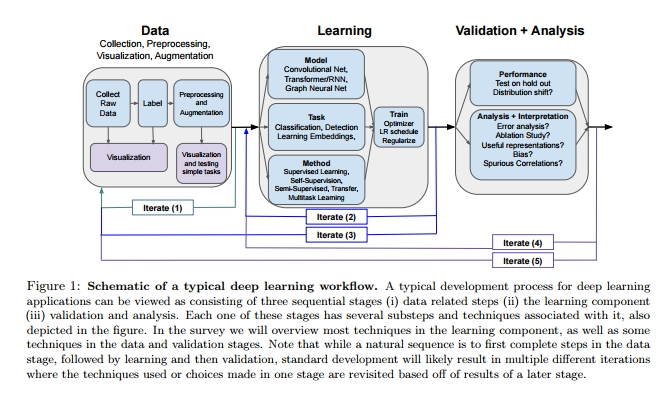 Data
Collection, Preprocessing,
Visualization, Augmentation
Collect
Raw
Data
Label
Preprocessing
and
Augmentation
Visualization
Visualization
and testing
simple tasks
Learning
Model
Convolutional Net,
Transformer/RNN,
Graph Neural Net
Task
Classification, Detection
Learning Embeddings,
Method
Supervised Learning,
Self-Supervision,
Semi-Supervised, Transfer,
Multitask Learning
Train
Optimizer
LR schedule
Regularize
Validation + Analysis
Performance
Test on hold out
Distribution shift?
Analysis + Interpretation
Error analysis?
Ablation Study?
Useful representations?
Bias?
Spurious Correlations?
Iterate (1)
Iterate (2)
Iterate (3)
Iterate (4)
Iterate (5)
Figure 1: Schematic of a typical deep learning workflow. A typical development process for deep learning
applications can be viewed as consisting of three sequential stages (i) data related steps (ii) the learning component
(iii) validation and analysis. Each one of these stages has several substeps and techniques associated with it, also
depicted in the figure. In the survey we will overview most techniques in the learning component, as well as some
techniques in the data and validation stages. Note that while a natural sequence is to first complete steps in the data
stage, followed by learning and then validation, standard development will likely result in multiple different iterations
where the techniques used or choices made in one stage are revisited based off of results of a later stage.